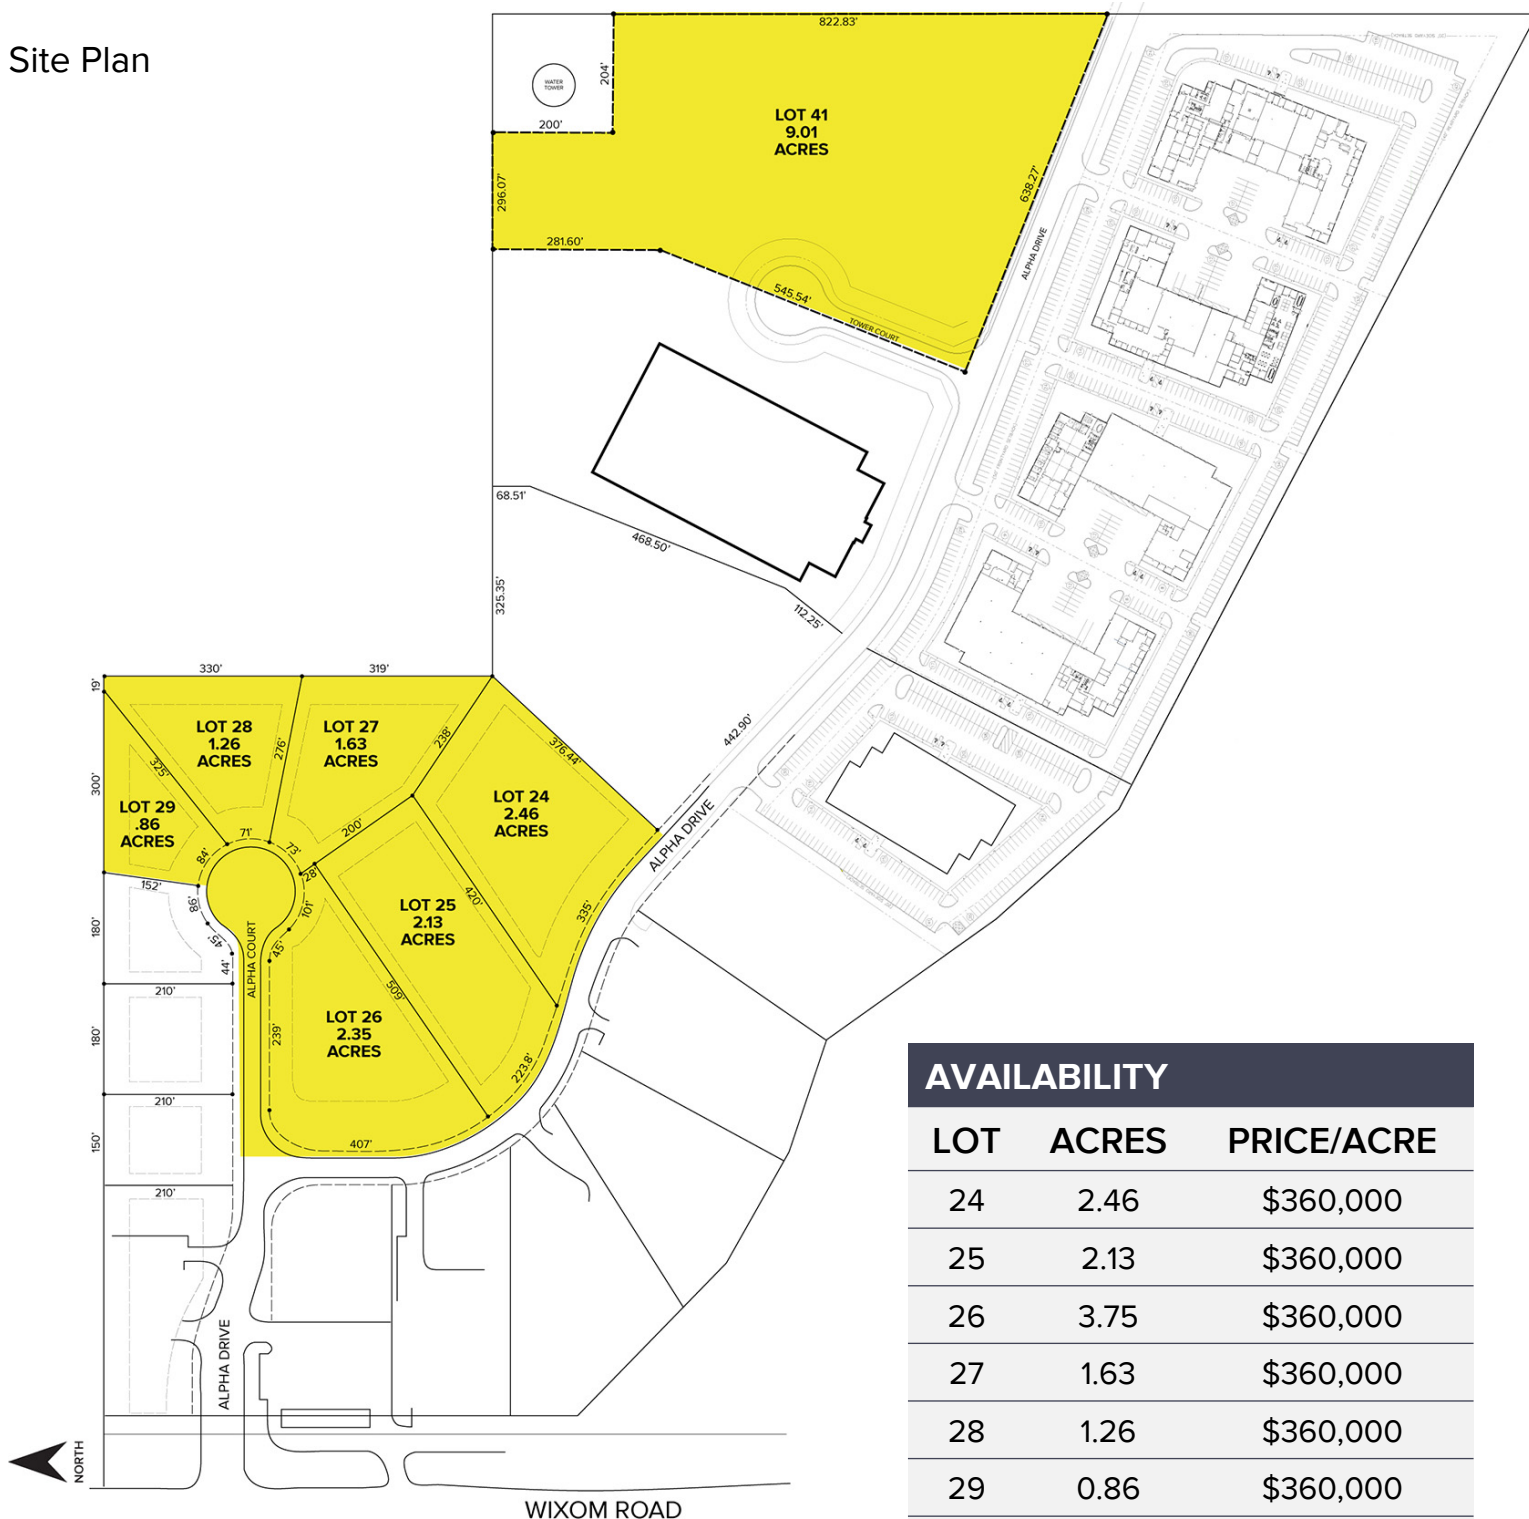 Site Plan
822.83'
204'
WATER
TOWER
200'
LOT 41
9.01
ACRES
296.07'
638.27'
281.60'
545.54'
TOWER COURT
ALPHA DRIVE
68.51'
468.50'
325.35'
112.25'
442.90'
ALPHA DRIVE
330'
319'
19'
LOT 28
1.26
ACRES
276'
LOT 27
1.63
ACRES
238'
376.44'
325'
300'
LOT 29
.86
ACRES
LOT 24
2.46
ACRES
71'
84'
73'
200'
28'
152'
98'
101'
420'
335'
LOT 25
2.13
ACRES
180'
45'
45'
44'
ALPHA COURT
210'
509'
LOT 26
2.35
ACRES
239'
180'
223.8'
210'
150'
407'
210'
ALPHA DRIVE
NORTH
WIXOM ROAD
AVAILABILITY
LOT ACRES PRICE/ACRE
24 2.46 $360,000
25 2.13 $360,000
26 3.75 $360,000
27 1.63 $360,000
28 1.26 $360,000
29 0.86 $360,000